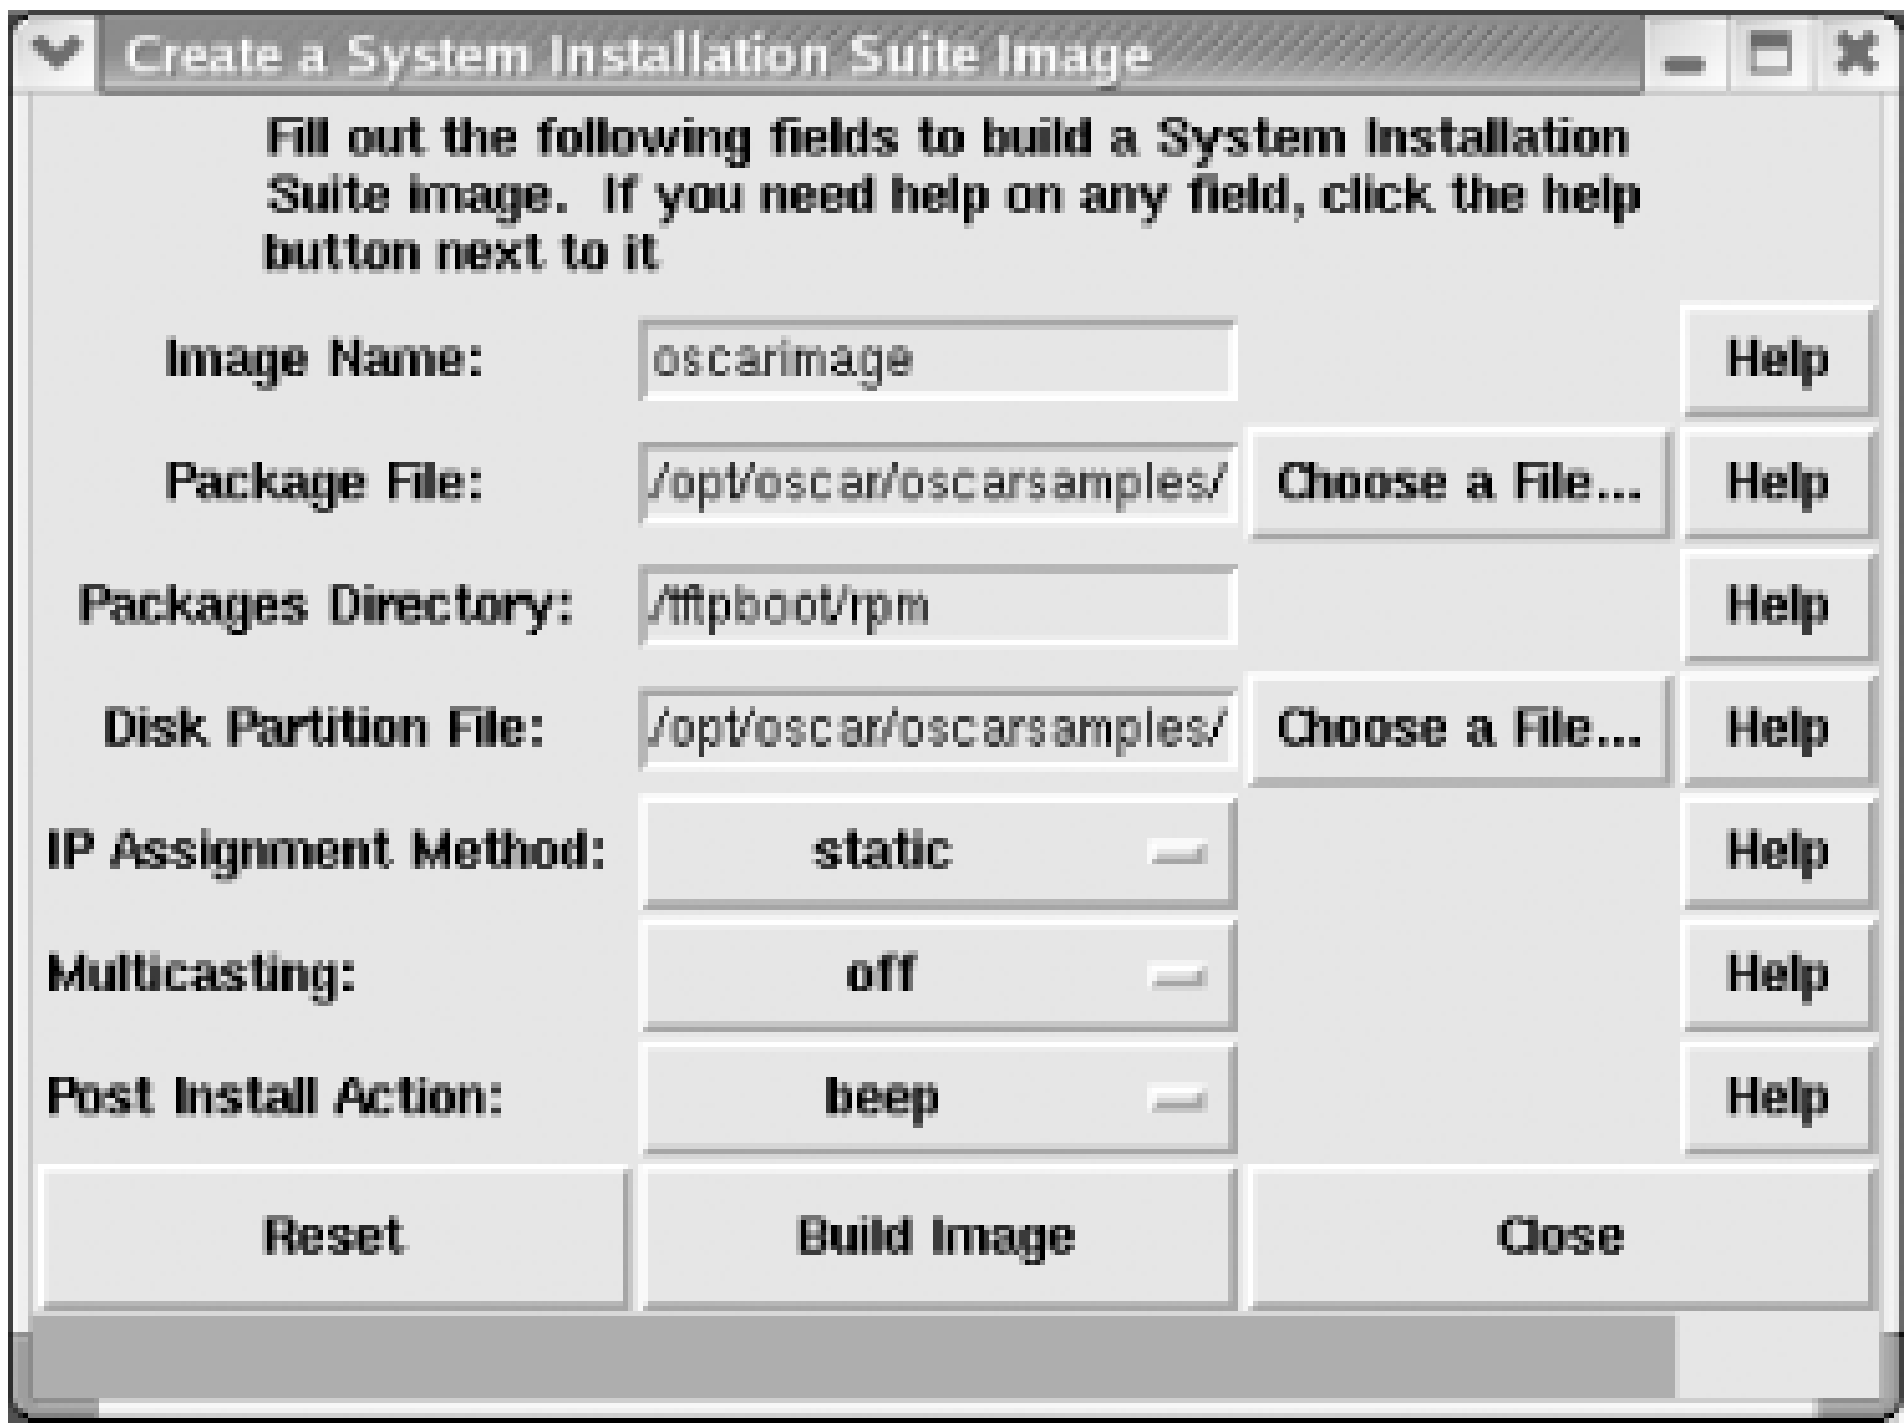 Create a System Installation Suite Image
Fill out the following fields to build a System Installation
Suite image. If you need help on any field, click the help
button next to it
Image Name: oscarimage Help
Package File: /opt/oscar/oscarsamples/ Choose a File... Help
Packages Directory: /tftpboot/rpm Help
Disk Partition File: /opt/oscar/oscarsamples/ Choose a File... Help
IP Assignment Method: static Help
Multicasting: off Help
Post Install Action: beep Help
Reset Build Image Close